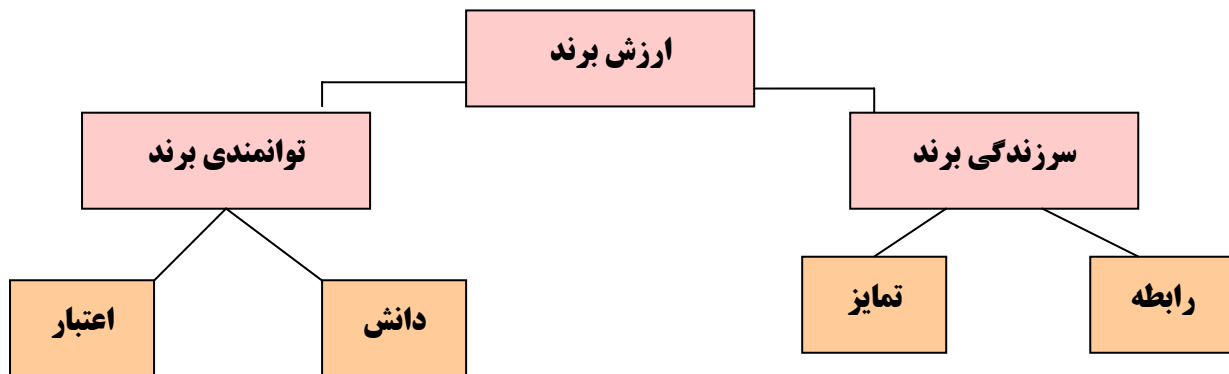 ارزش برند
سرزندگی برند
توانمندی برند
رابطه
تمایز
دانش
اعتبار